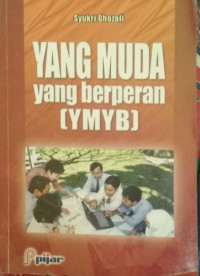 Syukri Ghozali
YANG MUDA
yang berperan
(YMYB)
pijar